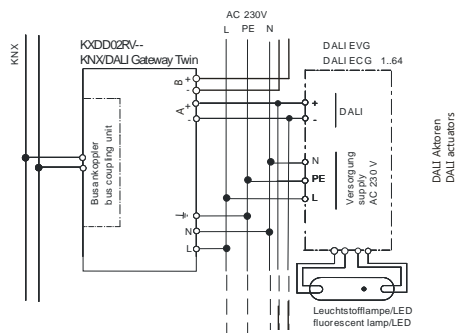 AC 230V
L PE N
KNX
KXDD02RV--
KNX/DALI Gateway Twin
B + -
A + -
Busankoppler
bus coupling unit
N
L
DALI EVG
DALI ECG 1..64
+
-
DALI
N
PE
L
Versorgung
supply
AC 230 V
DALI Aktoren
DALI actuators
Leuchtstofflampe/LED
fluorescent lamp/LED